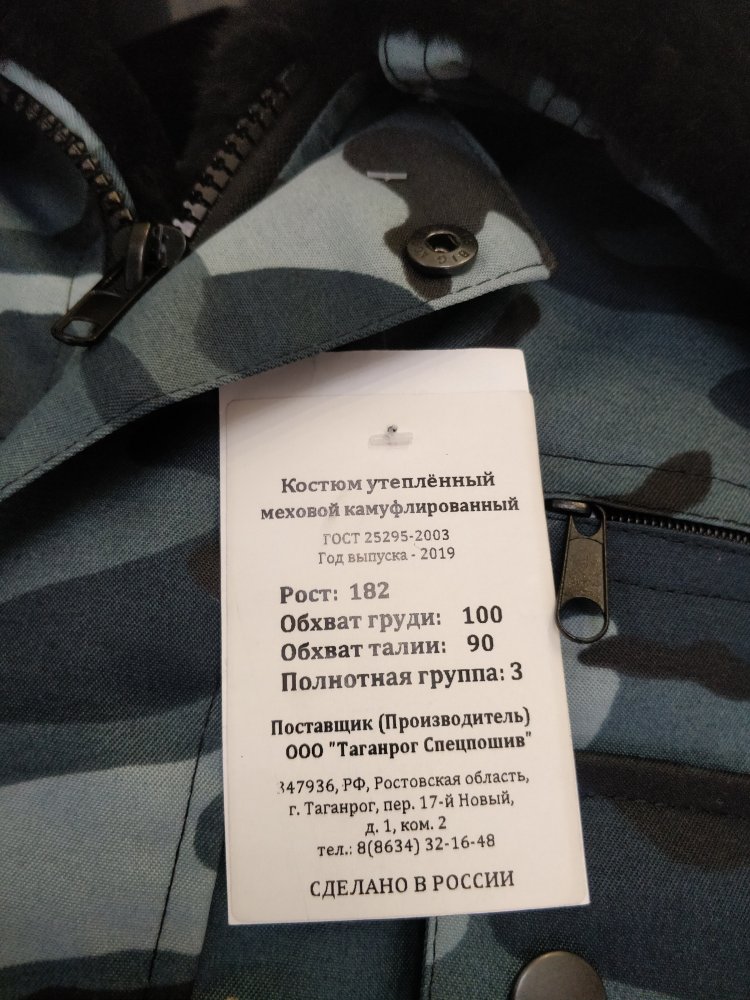 Костюм утеплённый
меховой камуфлированный
ГОСТ 25295-2003
Год выпуска - 2019
Рост: 182
Обхват груди: 100
Обхват талии: 90
Полнотная группа: 3
Поставщик (Производитель)
ООО "Таганрог Спецпошив"
347936, РФ, Ростовская область,
г. Таганрог, пер. 17-й Новый,
д. 1, ком. 2
тел.: 8(8634) 32-16-48
СДЕЛАНО В РОССИИ